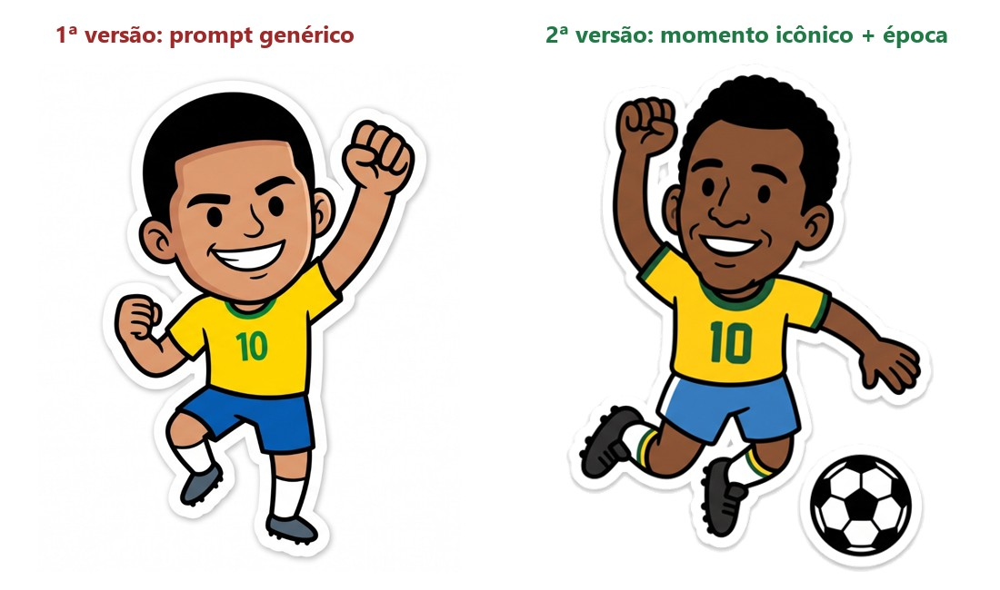 1ª versão: prompt genérico
2ª versão: momento icônico + época
10
10